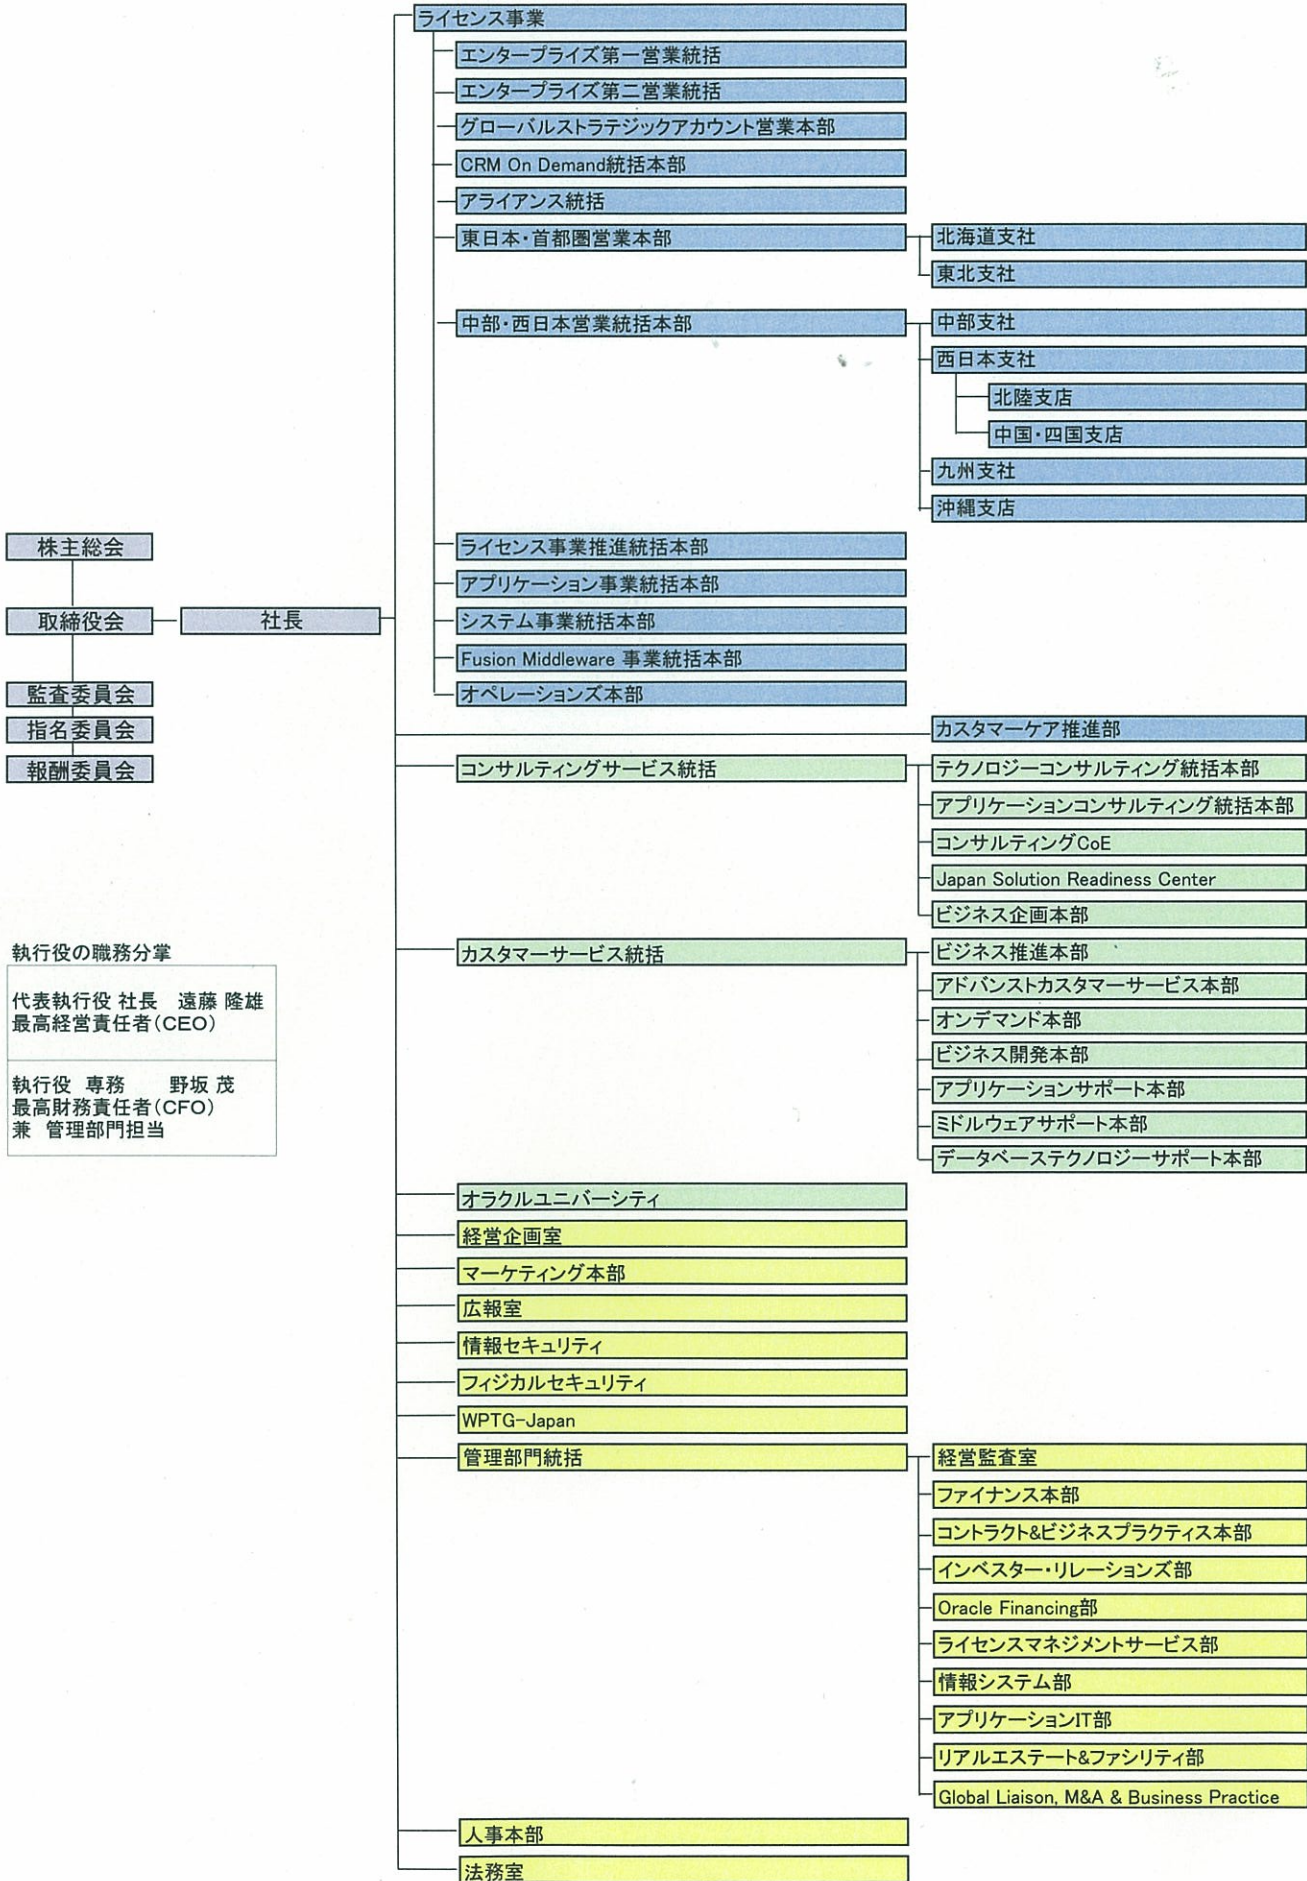 ライセンス事業
エンタープライズ第一営業統括
エンタープライズ第二営業統括
グローバルストラテジックアカウント営業本部
CRM On Demand統括本部
アライアンス統括
東日本・首都圏営業本部
北海道支社
東北支社
中部・西日本営業統括本部
中部支社
西日本支社
北陸支店
中国・四国支店
九州支社
沖縄支店
株主総会
取締役会
社長
監査委員会
指名委員会
報酬委員会
ライセンス事業推進統括本部
アプリケーション事業統括本部
システム事業統括本部
Fusion Middleware 事業統括本部
オペレーションズ本部
カスタマーケア推進部
コンサルティングサービス統括
テクノロジーコンサルティング統括本部
アプリケーションコンサルティング統括本部
コンサルティングCoE
Japan Solution Readiness Center
ビジネス企画本部
執行役の職務分掌
代表執行役 社長　遠藤 隆雄
最高経営責任者(CEO)
執行役 専務　　野坂 茂
最高財務責任者(CFO)
兼 管理部門担当
カスタマーサービス統括
ビジネス推進本部
アドバンストカスタマーサービス本部
オンデマンド本部
ビジネス開発本部
アプリケーションサポート本部
ミドルウェアサポート本部
データベーステクノロジーサポート本部
オラクルユニバーシティ
経営企画室
マーケティング本部
広報室
情報セキュリティ
フィジカルセキュリティ
WPTG-Japan
管理部門統括
経営監査室
ファイナンス本部
コントラクト&ビジネスプラクティス本部
インベスター・リレーションズ部
Oracle Financing部
ライセンスマネジメントサービス部
情報システム部
アプリケーションIT部
リアルエステート&ファシリティ部
Global Liaison, M&A & Business Practice
人事本部
法務室